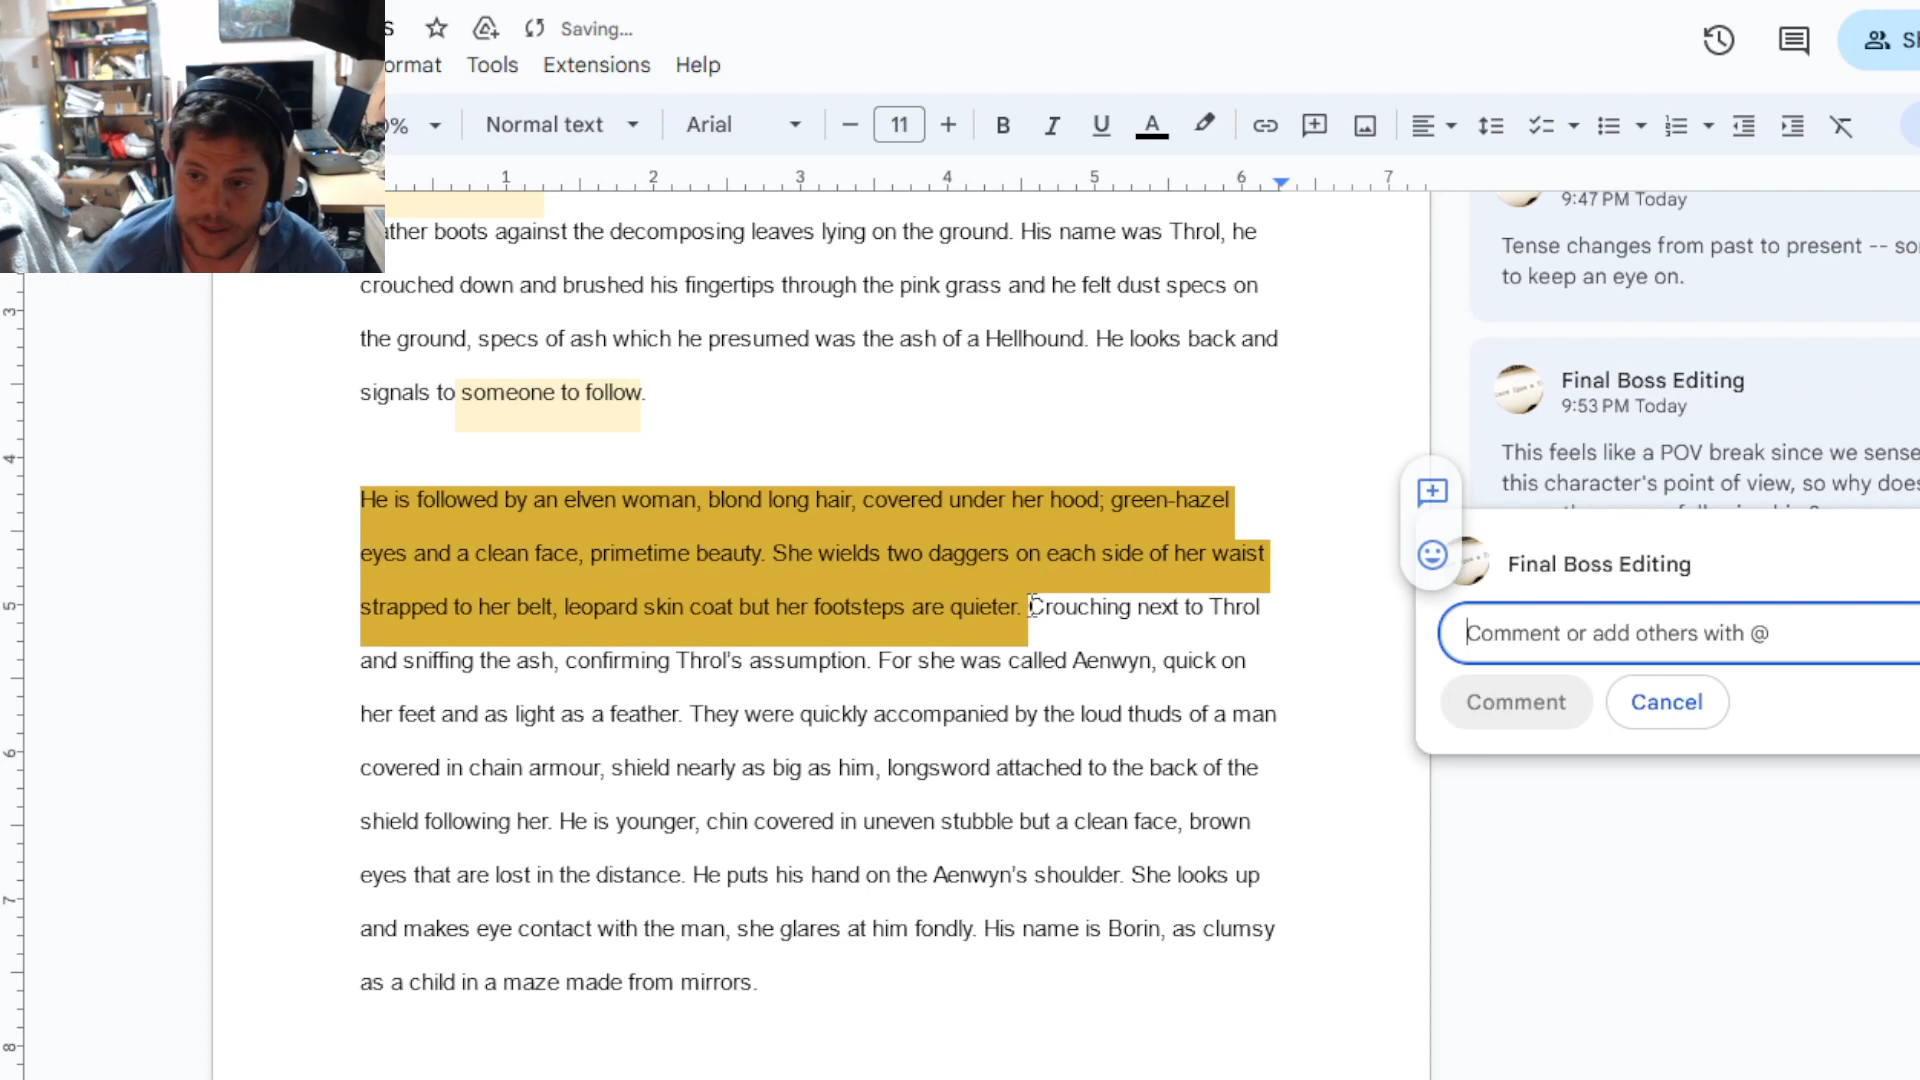 Saving...
Tools Extensions Help
Normal text Arial 11 B I U A
1 2 3 4 5 6 7
ather boots against the decomposing leaves lying on the ground. His name was Throl, he
crouched down and brushed his fingertips through the pink grass and he felt dust specs on
the ground, specs of ash which he presumed was the ash of a Hellhound. He looks back and
signals to someone to follow.
He is followed by an elven woman, blond long hair, covered under her hood; green-hazel
eyes and a clean face, primetime beauty. She wields two daggers on each side of her waist
strapped to her belt, leopard skin coat but her footsteps are quieter. Crouching next to Throl
and sniffing the ash, confirming Throl's assumption. For she was called Aenwyn, quick on
her feet and as light as a feather. They were quickly accompanied by the loud thuds of a man
covered in chain armour, shield nearly as big as him, longsword attached to the back of the
shield following her. He is younger, chin covered in uneven stubble but a clean face, brown
eyes that are lost in the distance. He puts his hand on the Aenwyn's shoulder. She looks up
and makes eye contact with the man, she glares at him fondly. His name is Borin, as clumsy
as a child in a maze made from mirrors.
3
4
5
6
7
8
9:47 PM Today
Tense changes from past to present -- so
to keep an eye on.
Final Boss Editing
9:53 PM Today
This feels like a POV break since we sense
this character's point of view, so why does
Final Boss Editing
Comment or add others with @
Comment Cancel